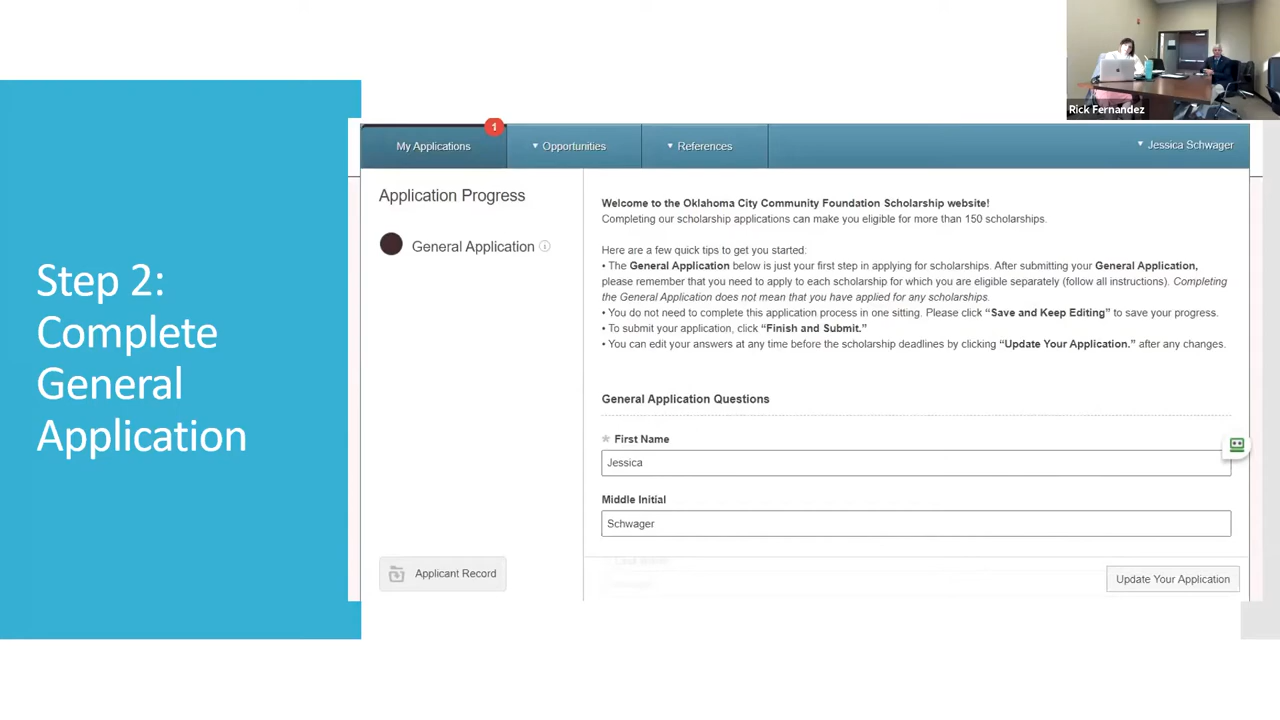 Rick Fernandez
Step 2:
Complete
General
Application
My Applications
1
▼ Opportunities
▼ References
▼ Jessica Schwager
Application Progress
General Application
Applicant Record
Welcome to the Oklahoma City Community Foundation Scholarship website!
Completing our scholarship applications can make you eligible for more than 150 scholarships.
Here are a few quick tips to get you started:
• The General Application below is just your first step in applying for scholarships. After submitting your General Application,
please remember that you need to apply to each scholarship for which you are eligible separately (follow all instructions). Completing
the General Application does not mean that you have applied for any scholarships.
• You do not need to complete this application process in one sitting. Please click “Save and Keep Editing” to save your progress.
• To submit your application, click “Finish and Submit.”
• You can edit your answers at any time before the scholarship deadlines by clicking “Update Your Application.” after any changes.
General Application Questions
* First Name
Jessica
Middle Initial
Schwager
Update Your Application